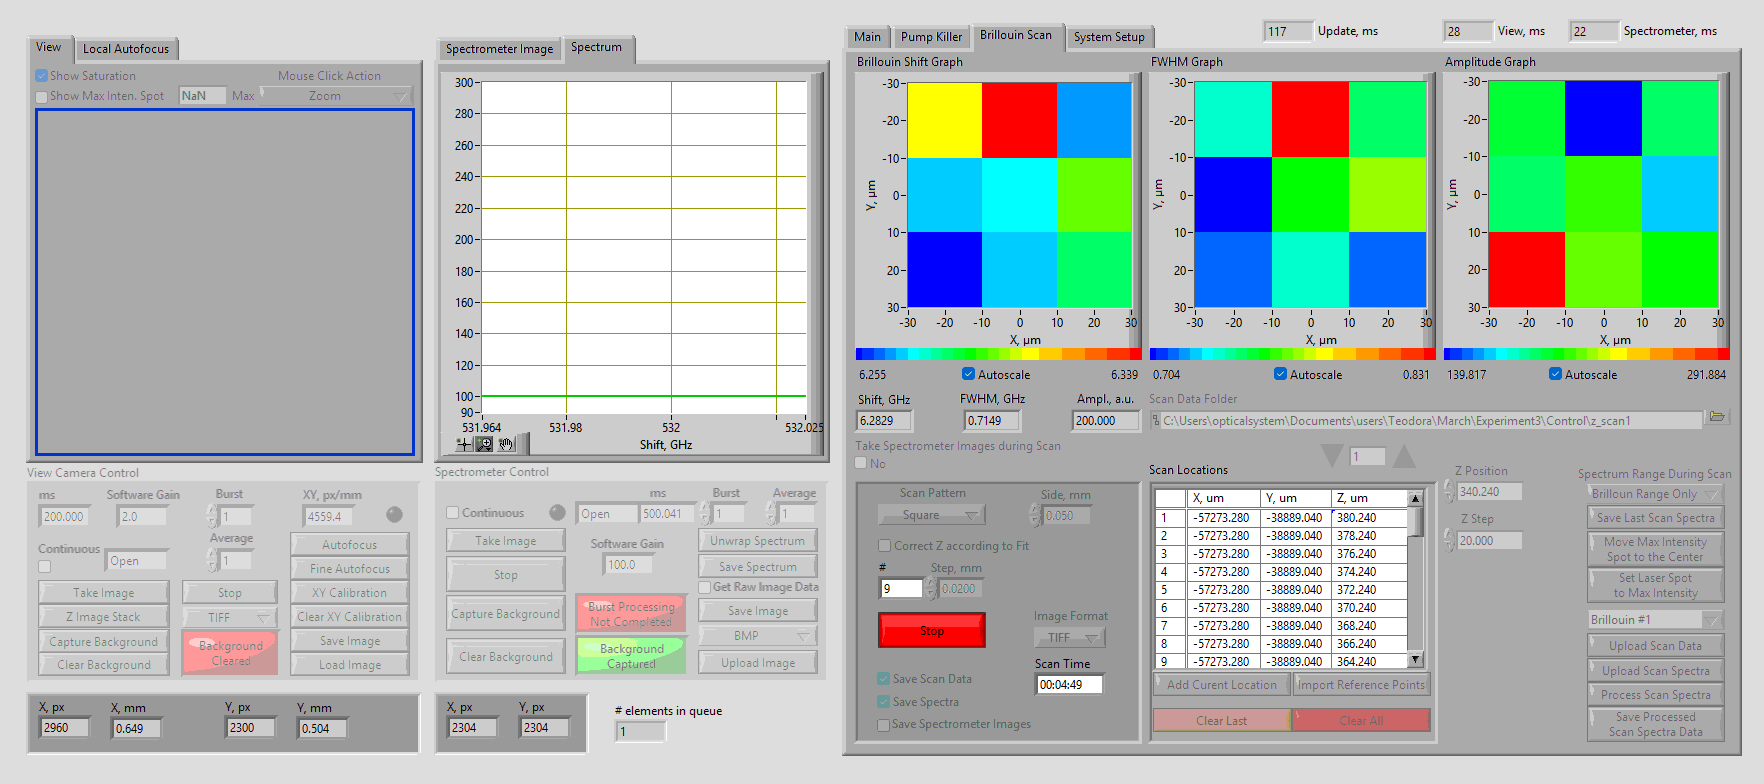 View
Local Autofocus
Show Saturation
Mouse Click Action
Show Max Inten. Spot
NaN
Max
Zoom
View Camera Control
ms
Software Gain
Burst
XY, px/mm
200.000
2.0
1
4559.4
Average
Continuous
Open
1
Autofocus
Fine Autofocus
Take Image
Stop
XY Calibration
Z Image Stack
TIFF
Clear XY Calibration
Capture Background
Background
Cleared
Save Image
Clear Background
Load Image
X, px
X, mm
Y, px
Y, mm
2960
0.649
2300
0.504
Spectrometer Image
Spectrum
300
280
260
240
220
200
180
160
140
120
100
90
531.964
531.98
532
532.025
Shift, GHz
Spectrometer Control
ms
Burst
Average
Continuous
Open
500.041
1
1
Take Image
Software Gain
Unwrap Spectrum
Stop
100.0
Save Spectrum
Get Raw Image Data
Capture Background
Burst Processing
Not Completed
Save Image
BMP
Clear Background
Background
Captured
Upload Image
X, px
Y, px
2304
2304
# elements in queue
1
117
Update, ms
28
View, ms
22
Spectrometer, ms
Main
Pump Killer
Brillouin Scan
System Setup
Brillouin Shift Graph
-30
-20
-10
0
10
20
30
Y, µm
-30
-20
-10
0
10
20
30
X, µm
6.255
Autoscale
6.339
FWHM Graph
-30
-20
-10
0
10
20
30
Y, µm
-30
-20
-10
0
10
20
30
X, µm
0.704
Autoscale
0.831
Amplitude Graph
-30
-20
-10
0
10
20
30
Y, µm
-30
-20
-10
0
10
20
30
X, µm
139.817
Autoscale
291.884
Shift, GHz
FWHM, GHz
Ampl., a.u.
Scan Data Folder
6.2829
0.7149
200.000
C:\Users\opticalsystem\Documents\users\Teodora\March\Experiment3\Control\z_scan1
Take Spectrometer Images during Scan
No
Scan Pattern
Side, mm
Square
0.050
Correct Z according to Fit
#
Step, mm
9
0.0200
Stop
Image Format
TIFF
Scan Time
00:04:49
Save Scan Data
Save Spectra
Save Spectrometer Images
1
Scan Locations
X, um Y, um Z, um
1 -57273.280 -38889.040 380.240
2 -57273.280 -38889.040 378.240
3 -57273.280 -38889.040 376.240
4 -57273.280 -38889.040 374.240
5 -57273.280 -38889.040 372.240
6 -57273.280 -38889.040 370.240
7 -57273.280 -38889.040 368.240
8 -57273.280 -38889.040 366.240
9 -57273.280 -38889.040 364.240
Add Curent Location
Import Reference Points
Clear Last
Clear All
Z Position
340.240
Z Step
20.000
Spectrum Range During Scan
Brilloun Range Only
Save Last Scan Spectra
Move Max Intensity
Spot to the Center
Set Laser Spot
to Max Intensity
Brillouin #1
Upload Scan Data
Upload Scan Spectra
Process Scan Spectra
Save Processed
Scan Spectra Data